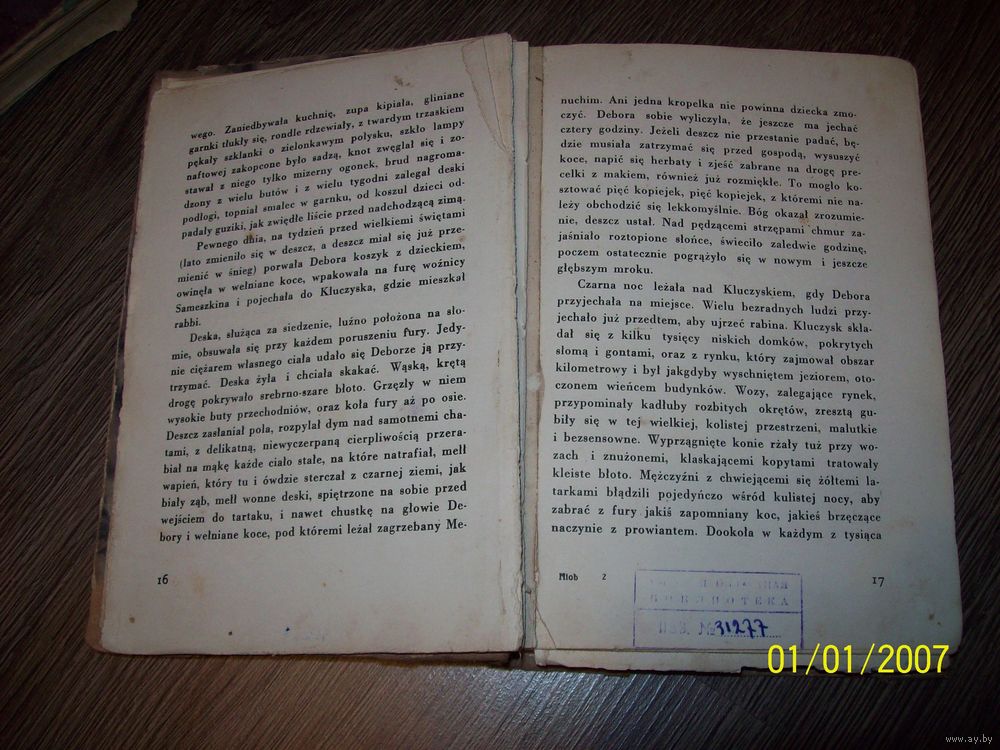 wego. Zaniedbywała kuchnię, zupa kipiała, gliniane
garnki tłukły się, rondle rdzewiały, z twardym trzaskiem
pękały szklanki o zielonkawym połysku, szkło lampy
naftowej zakopcone było sadzą, knot zwęglał się i zo-
stawał z niego tylko mizerny ogonek, brud nagroma-
dzony z wielu butów i z wielu tygodni zalegał deski
podłogi, topniał smalec w garnku, od koszul dzieci od-
padały guziki, jak zwiędłe liście przed nadchodzącą zimą.
Pewnego dnia, na tydzień przed wielkiemi świętami
(lato zmieniło się w deszcz, a deszcz miał się już prze-
mienić w śnieg) porwała Debora koszyk z dzieckiem,
owinęła w wełniane koce, wpakowała na furę woźnicy
Sameszkina i pojechała do Kłuczyska, gdzie mieszkał
rabbi.
Deska, służąca za siedzenie, luźno położona na sło-
mie, obsuwała się przy każdem poruszeniu fury. Jedy-
nie ciężarem własnego ciała udało się Deborze ją przy-
trzymać. Deska żyła i chciała skakać. Wąską, krętą
drogę pokrywało srebrno-szare błoto. Grzęzły w niem
wysokie buty przechodniów, oraz koła fury aż po osie.
Deszcz zasłaniał pola, rozpylał dym nad samotnemi cha-
tami, z delikatną, niewyczerpaną cierpliwością przera-
biał na mąkę każde ciało stałe, na które natrafiał, mełł
wapień, który tu i ówdzie sterczał z czarnej ziemi, jak
biały ząb, mełł wonne deski, spiętrzone na sobie przed
wejściem do tartaku, i nawet chustkę na głowie De-
bory i wełniane koce, pod któremi leżał zagrzebany Me-
16
nuchim. Ani jedna kropelka nie powinna dziecka zmo-
czyć. Debora sobie wyliczyła, że jeszcze ma jechać
cztery godziny. Jeżeli deszcz nie przestanie padać, bę-
dzie musiała zatrzymać się przed gospodą, wysuszyć
koce, napić się herbaty i zjeść zabrane na drogę pre-
celki z makiem, również już rozmiękłe. To mogło ko-
sztować pięć kopiejek, pięć kopiejek, z któremi nie na-
leży obchodzić się lekkomyślnie. Bóg okazał zrozumie-
nie, deszcz ustał. Nad pędzącemi strzępami chmur za-
jaśniało roztopione słońce, świeciło zaledwie godzinę,
poczem ostatecznie pogrążyło się w nowym i jeszcze
głębszym mroku.
Czarna noc leżała nad Kluczyskiem, gdy Debora
przyjechała na miejsce. Wielu bezradnych ludzi przy-
jechało już przedtem, aby ujrzeć rabina. Kluczysk skła-
dał się z kilku tysięcy niskich domków, pokrytych
słomą i gontami, oraz z rynku, który zajmował obszar
kilometrowy i był jakgdyby wyschniętem jeziorem, oto-
czonem wieńcem budynków. Wozy, zalegające rynek,
przypominały kadłuby rozbitych okrętów, zresztą gu-
biły się w tej wielkiej, kolistej przestrzeni, malutkie
i bezsensowne. Wyprzągnięte konie rżały tuż przy wo-
zach i znużonemi, klaskającemi kopytami tratowały
kleiste błoto. Mężczyźni z chwiejącemi się żółtemi la-
tarkami błądzili pojedyńczo wśród kulistej nocy, aby
zabrać z fury jakiś zapomniany koc, jakieś brzęczące
naczynie z prowiantem. Dookoła w każdym z tysiąca
Hiob 2
17
БИБЛИОТЕКА
ИНВ. №31277
01/01/2007
www.ay.by